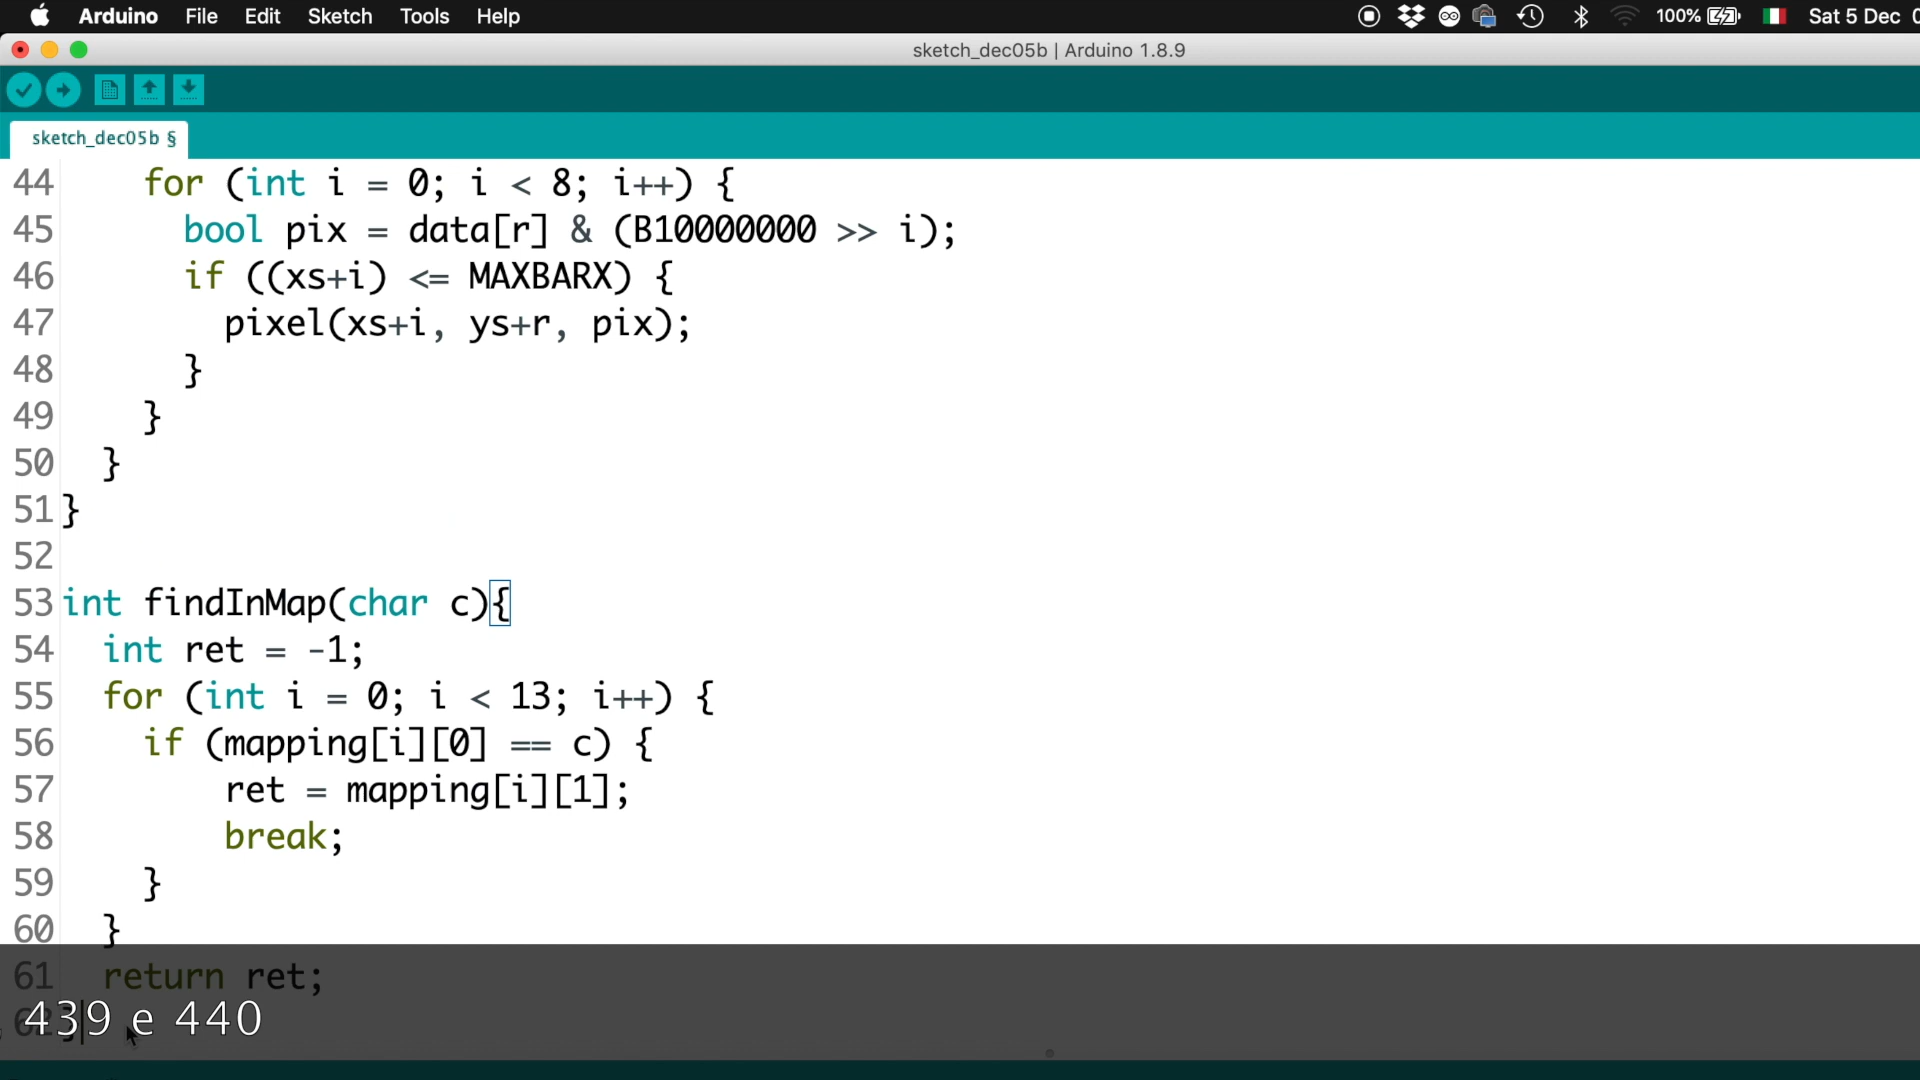 Arduino File Edit Sketch Tools Help 100% Sat 5 Dec
sketch_dec05b | Arduino 1.8.9
sketch_dec05b §
44 for (int i = 0; i < 8; i++) {
45 bool pix = data[r] & (B10000000 >> i);
46 if ((xs+i) <= MAXBARX) {
47 pixel(xs+i, ys+r, pix);
48 }
49 }
50 }
51 }
52
53 int findInMap(char c){
54 int ret = -1;
55 for (int i = 0; i < 13; i++) {
56 if (mapping[i][0] == c) {
57 ret = mapping[i][1];
58 break;
59 }
60 }
61 return ret;
62 }
439 e 440